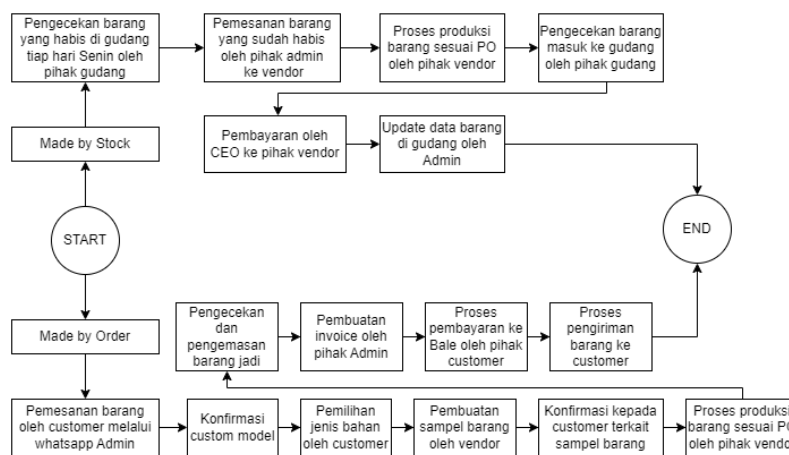 Pengecekan barang
yang habis di gudang
tiap hari Senin oleh
pihak gudang
Pemesanan barang
yang sudah habis
oleh pihak admin
ke vendor
Proses produksi
barang sesuai PO
oleh pihak vendor
Pengecekan barang
masuk ke gudang
oleh pihak gudang
Made by Stock
Pembayaran oleh
CEO ke pihak vendor
Update data barang
di gudang oleh
Admin
START
END
Made by Order
Pengecekan
dan
pengemasan
barang jadi
Pembuatan
invoice oleh
pihak Admin
Proses
pembayaran ke
Bale oleh pihak
customer
Proses
pengiriman
barang ke
customer
Pemesanan barang
oleh customer melalui
whatsapp Admin
Konfirmasi
custom model
Pemilihan
jenis bahan
oleh customer
Pembuatan
sampel barang
oleh vendor
Konfirmasi kepada
customer terkait
sampel barang
Proses produksi
barang sesuai PO
oleh pihak vendor